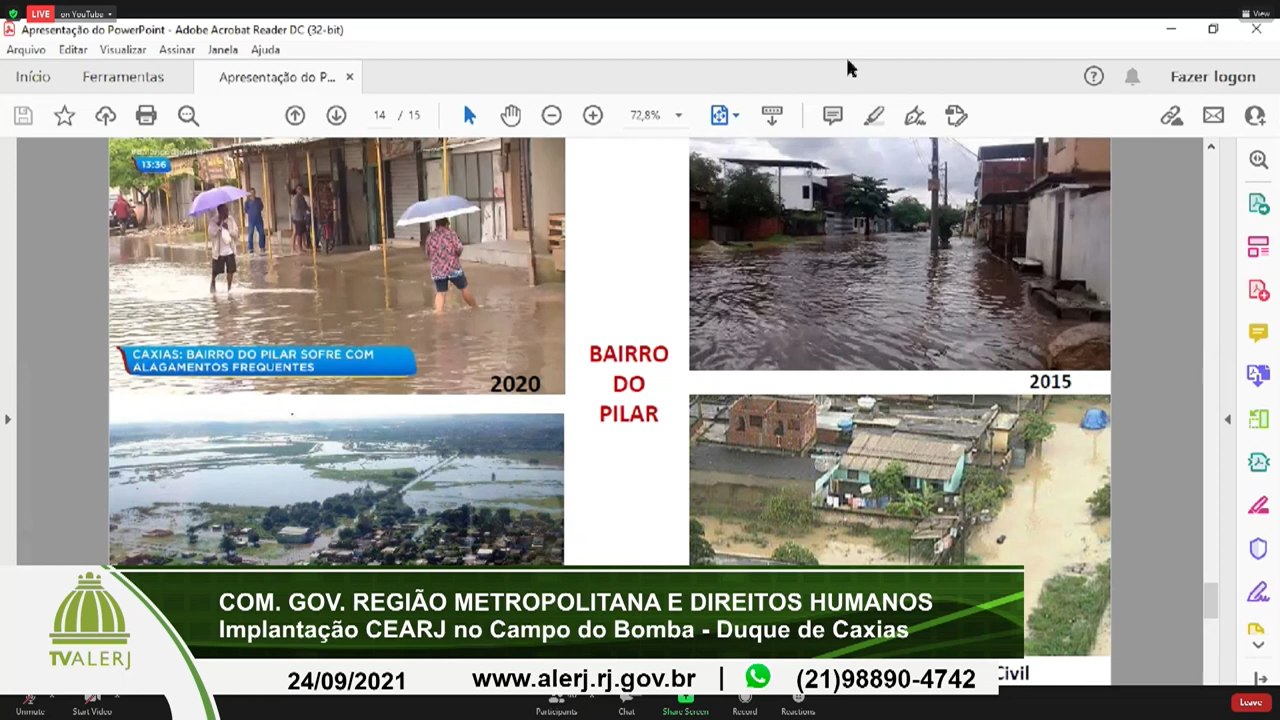 LIVE
on YouTube
View
Apresentação do PowerPoint - Adobe Acrobat Reader DC (32-bit)
Arquivo Editar Visualizar Assinar Janela Ajuda
Início Ferramentas Apresentação do P... ×
Fazer logon
14 / 15
72,8%
13:36
CAXIAS: BAIRRO DO PILAR SOFRE COM
ALAGAMENTOS FREQUENTES
2020
BAIRRO
DO
PILAR
2015
COM. GOV. REGIÃO METROPOLITANA E DIREITOS HUMANOS
Implantação CEARJ no Campo do Bomba - Duque de Caxias
TVALERJ
24/09/2021 www.alerj.rj.gov.br | (21)98890-4742
Civil
Unmute Start Video Participants Chat Share Screen Record Reactions Leave